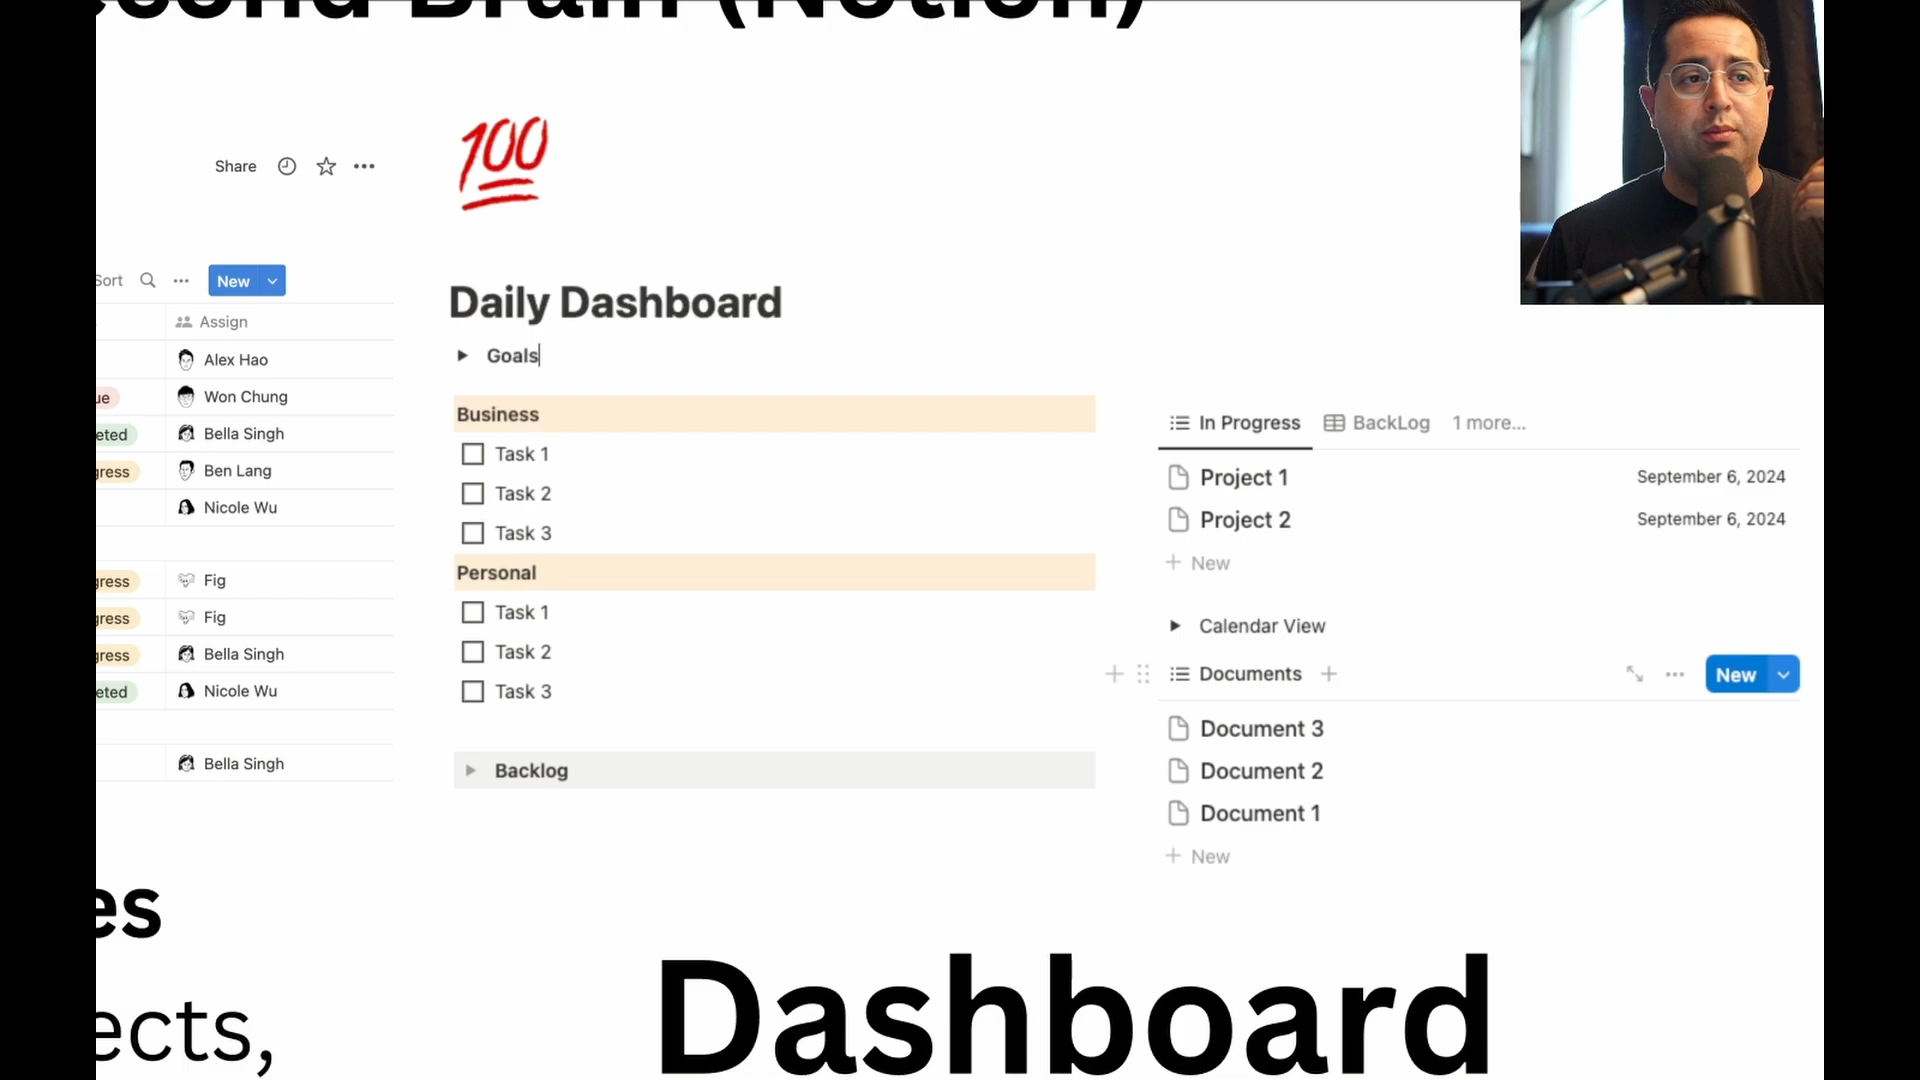 Second Brain (Notion)
Share
Sort
New
Assign
Alex Hao
Won Chung
Bella Singh
Ben Lang
Nicole Wu
Fig
Fig
Bella Singh
Nicole Wu
Bella Singh
100
Daily Dashboard
Goals
Business
Task 1
Task 2
Task 3
Personal
Task 1
Task 2
Task 3
Backlog
In Progress BackLog 1 more...
Project 1 September 6, 2024
Project 2 September 6, 2024
New
Calendar View
Documents
New
Document 3
Document 2
Document 1
New
Dashboard